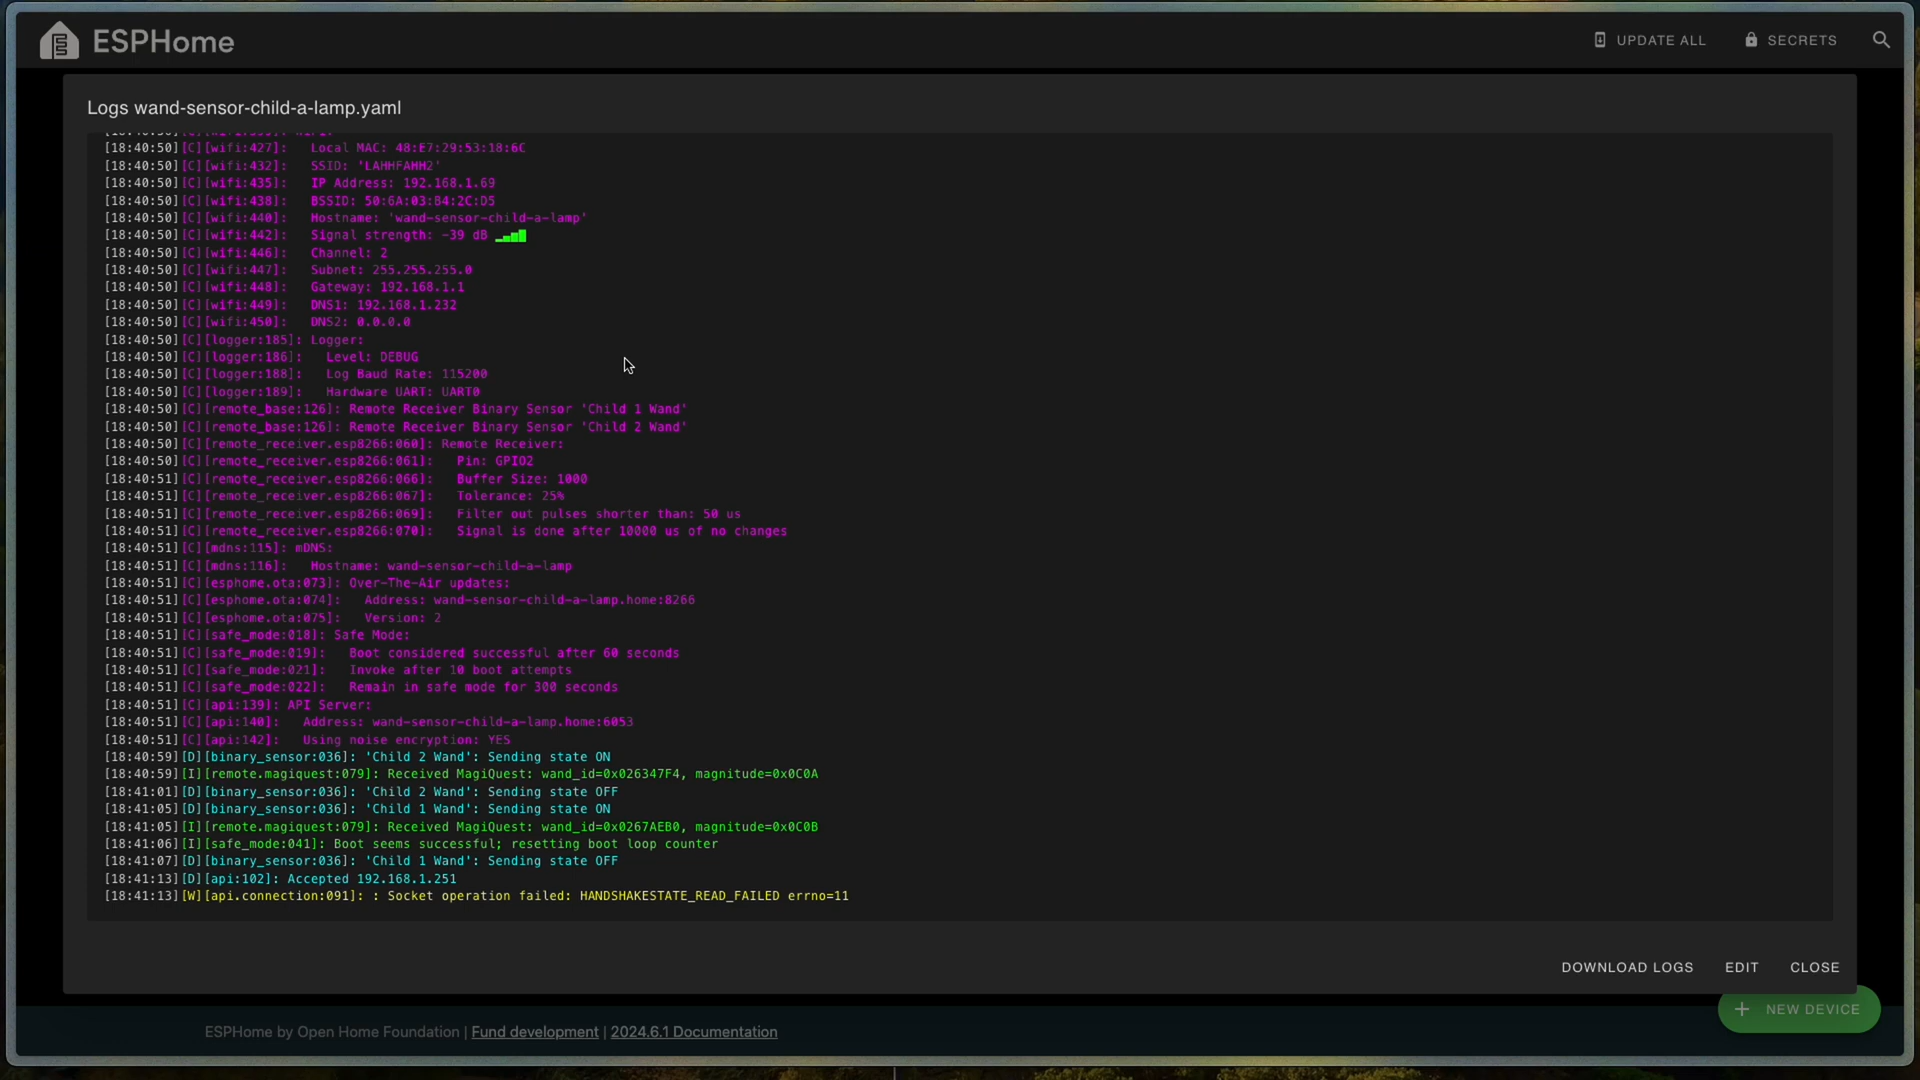 ESPHome
UPDATE ALL
SECRETS
Logs wand-sensor-child-a-lamp.yaml
[18:40:50][C][wifi:427]:   Local MAC: 48:E7:29:53:18:6C
[18:40:50][C][wifi:432]:   SSID: 'LAHHFAHH2'
[18:40:50][C][wifi:435]:   IP Address: 192.168.1.69
[18:40:50][C][wifi:438]:   BSSID: 50:6A:03:B4:2C:D5
[18:40:50][C][wifi:440]:   Hostname: 'wand-sensor-child-a-lamp'
[18:40:50][C][wifi:442]:   Signal strength: -39 dB
[18:40:50][C][wifi:446]:   Channel: 2
[18:40:50][C][wifi:447]:   Subnet: 255.255.255.0
[18:40:50][C][wifi:448]:   Gateway: 192.168.1.1
[18:40:50][C][wifi:449]:   DNS1: 192.168.1.232
[18:40:50][C][wifi:450]:   DNS2: 0.0.0.0
[18:40:50][C][logger:185]: Logger:
[18:40:50][C][logger:186]:   Level: DEBUG
[18:40:50][C][logger:188]:   Log Baud Rate: 115200
[18:40:50][C][logger:189]:   Hardware UART: UART0
[18:40:50][C][remote_base:126]: Remote Receiver Binary Sensor 'Child 1 Wand'
[18:40:50][C][remote_base:126]: Remote Receiver Binary Sensor 'Child 2 Wand'
[18:40:50][C][remote_receiver.esp8266:060]: Remote Receiver:
[18:40:50][C][remote_receiver.esp8266:061]:   Pin: GPIO2
[18:40:51][C][remote_receiver.esp8266:066]:   Buffer Size: 1000
[18:40:51][C][remote_receiver.esp8266:067]:   Tolerance: 25%
[18:40:51][C][remote_receiver.esp8266:069]:   Filter out pulses shorter than: 50 us
[18:40:51][C][remote_receiver.esp8266:070]:   Signal is done after 10000 us of no changes
[18:40:51][C][mdns:115]: mDNS:
[18:40:51][C][mdns:116]:   Hostname: wand-sensor-child-a-lamp
[18:40:51][C][esphome.ota:073]: Over-The-Air updates:
[18:40:51][C][esphome.ota:074]:   Address: wand-sensor-child-a-lamp.home:8266
[18:40:51][C][esphome.ota:075]:   Version: 2
[18:40:51][C][safe_mode:018]: Safe Mode:
[18:40:51][C][safe_mode:019]:   Boot considered successful after 60 seconds
[18:40:51][C][safe_mode:021]:   Invoke after 10 boot attempts
[18:40:51][C][safe_mode:022]:   Remain in safe mode for 300 seconds
[18:40:51][C][api:139]: API Server:
[18:40:51][C][api:140]:   Address: wand-sensor-child-a-lamp.home:6053
[18:40:51][C][api:142]:   Using noise encryption: YES
[18:40:59][D][binary_sensor:036]: 'Child 2 Wand': Sending state ON
[18:40:59][I][remote.magiquest:079]: Received MagiQuest: wand_id=0x026347F4, magnitude=0x0C0A
[18:41:01][D][binary_sensor:036]: 'Child 2 Wand': Sending state OFF
[18:41:05][D][binary_sensor:036]: 'Child 1 Wand': Sending state ON
[18:41:05][I][remote.magiquest:079]: Received MagiQuest: wand_id=0x0267AEB0, magnitude=0x0C0B
[18:41:06][I][safe_mode:041]: Boot seems successful; resetting boot loop counter
[18:41:07][D][binary_sensor:036]: 'Child 1 Wand': Sending state OFF
[18:41:13][D][api:102]: Accepted 192.168.1.251
[18:41:13][W][api.connection:091]: : Socket operation failed: HANDSHAKESTATE_READ_FAILED errno=11
DOWNLOAD LOGS
EDIT
CLOSE
+ NEW DEVICE
ESPHome by Open Home Foundation | Fund development | 2024.6.1 Documentation